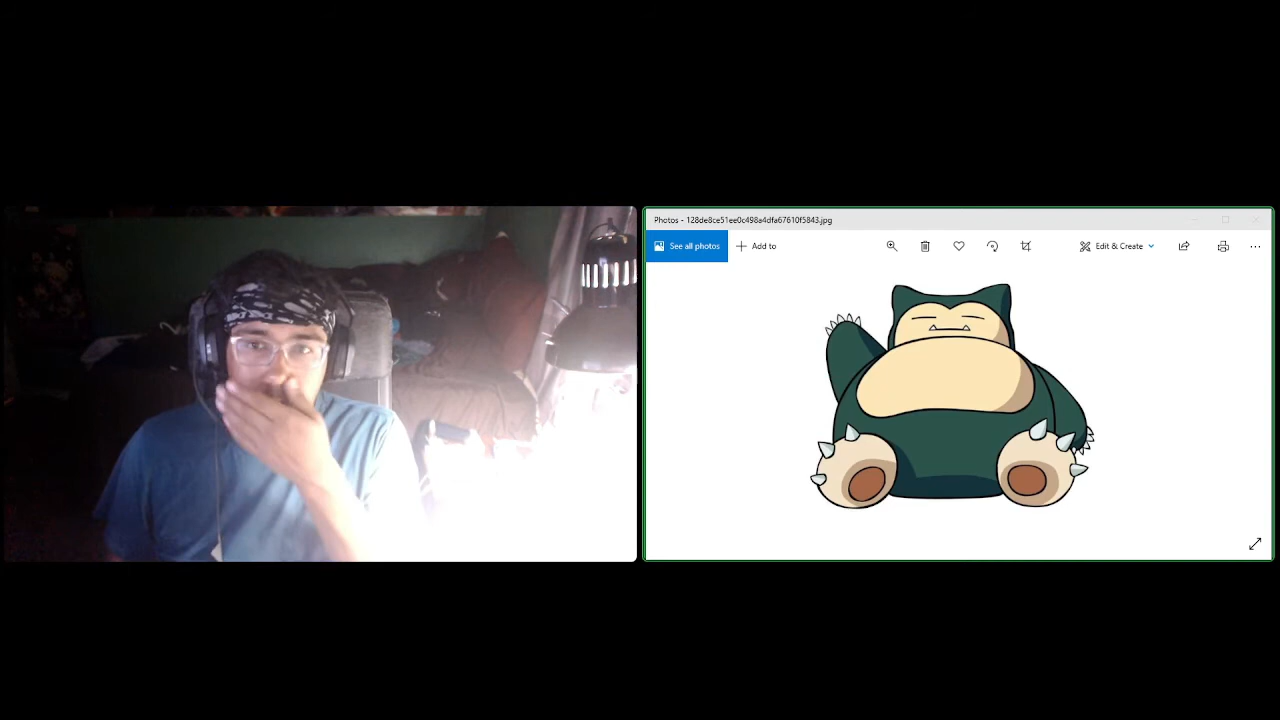 Photos - 128de8ce51ee0c498a4dfa67610f5843.jpg
See all photos
Add to
Edit & Create